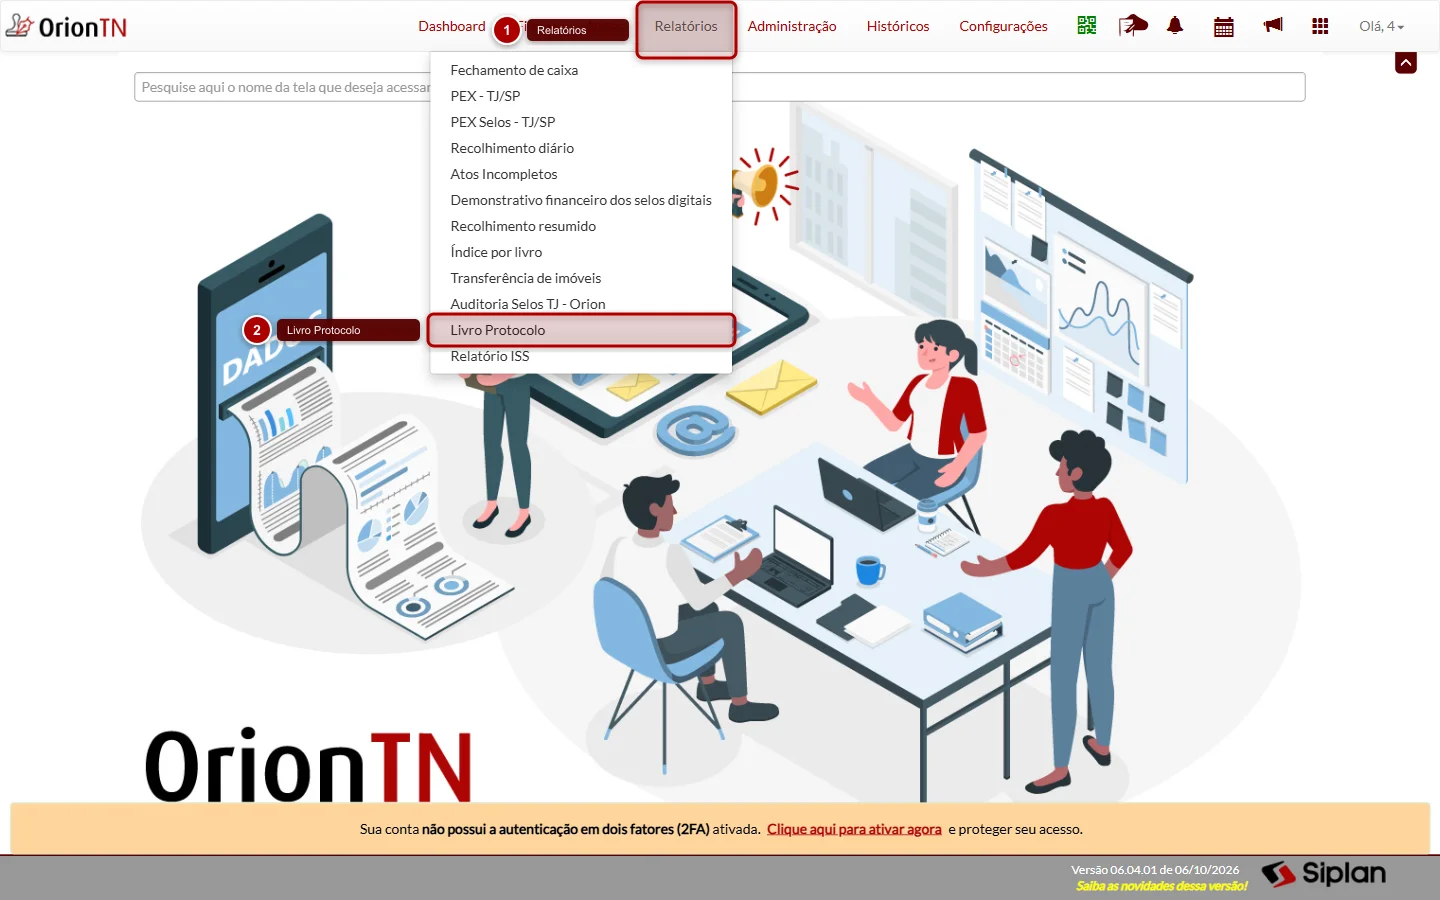 OrionTN
Dashboard
1
Relatórios
Relatórios
Administração
Históricos
Configurações
Olá, 4
Pesquise aqui o nome da tela que deseja acessar
Fechamento de caixa
PEX - TJ/SP
PEX Selos - TJ/SP
Recolhimento diário
Atos Incompletos
Demonstrativo financeiro dos selos digitais
Recolhimento resumido
Índice por livro
Transferência de imóveis
Auditoria Selos TJ - Orion
2
Livro Protocolo
Livro Protocolo
Relatório ISS
OrionTN
Sua conta não possui a autenticação em dois fatores (2FA) ativada. Clique aqui para ativar agora e proteger seu acesso.
Versão 06.04.01 de 06/10/2026
Saiba as novidades dessa versão!
Siplan